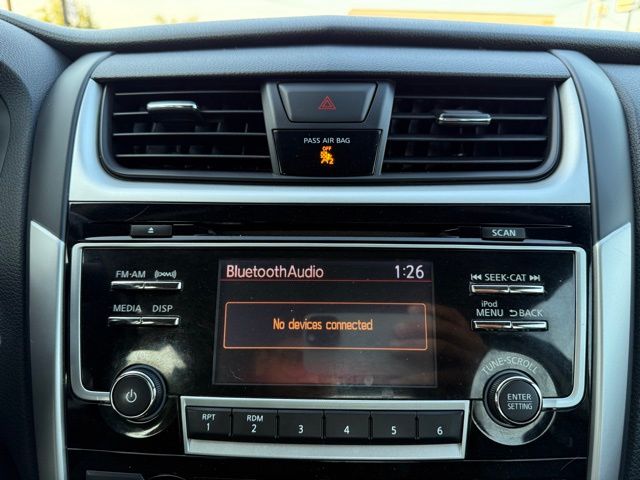 PASS AIR BAG
OFF
SCAN
FM·AM
MEDIA DISP
BluetoothAudio 1:26
No devices connected
SEEK·CAT
iPod
MENU BACK
TUNE·SCROLL
ENTER
SETTING
RPT
1
RDM
2
3
4
5
6